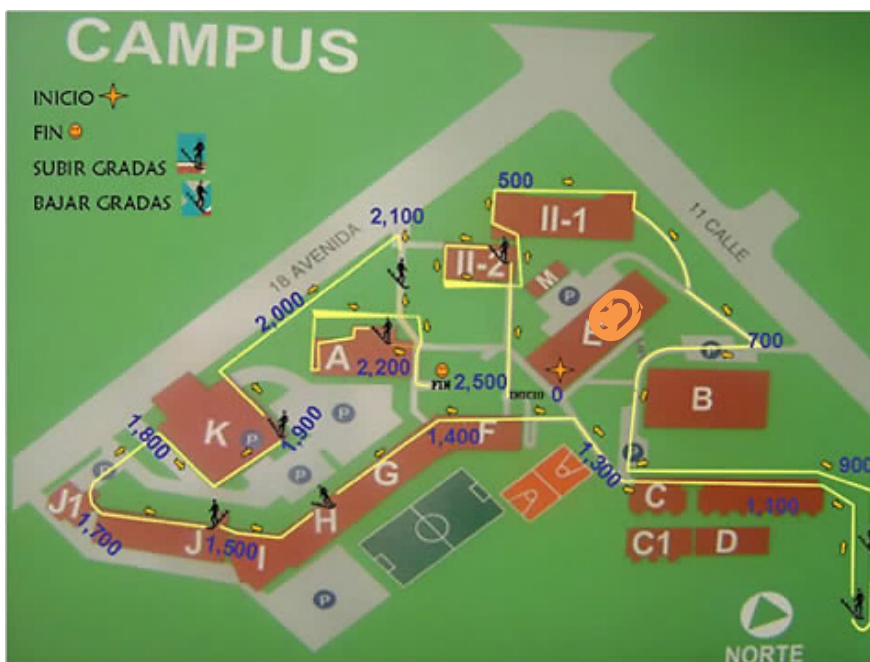 CAMPUS
INICIO
FIN
SUBIR GRADAS
BAJAR GRADAS
18 AVENIDA
11 CALLE
2,100
500
II-1
II-2
M
P
E
2,000
700
P
A
2,200
FIN
2,500
INICIO
0
B
K
P
P
1,900
1,800
P
P
1,400
F
G
1,300
P
900
J1
1,700
H
C
1,100
J
1,500
I
C1
D
P
NORTE